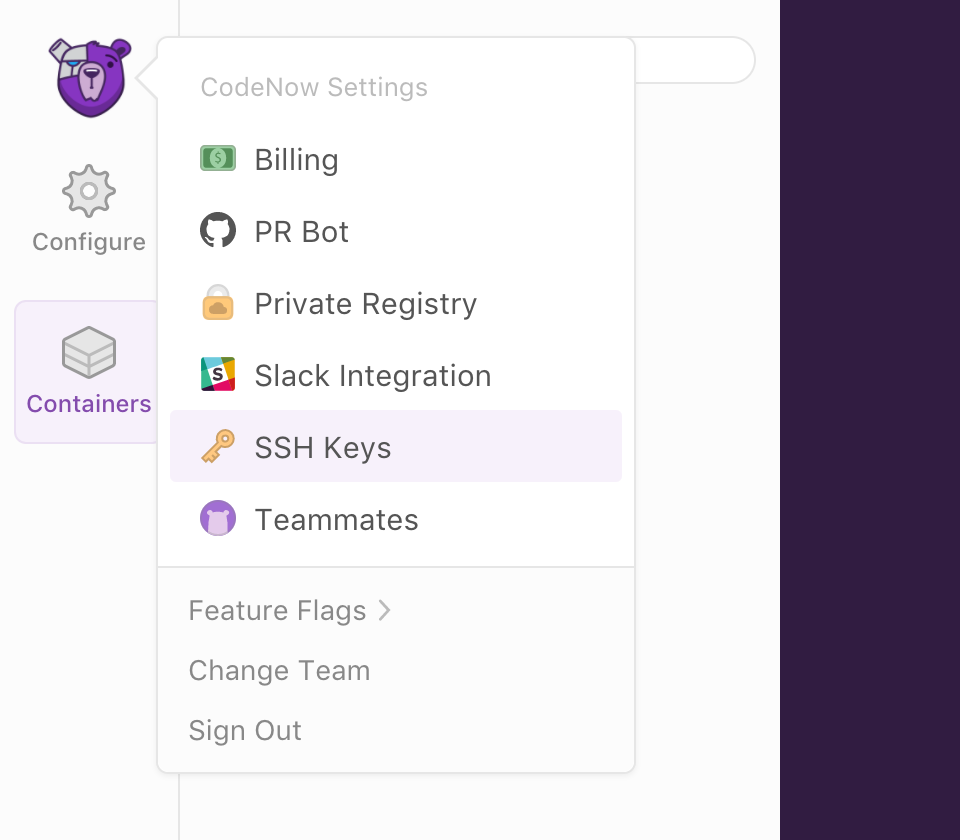 CodeNow Settings
Billing
PR Bot
Configure
Private Registry
Slack Integration
Containers
SSH Keys
Teammates
Feature Flags
Change Team
Sign Out